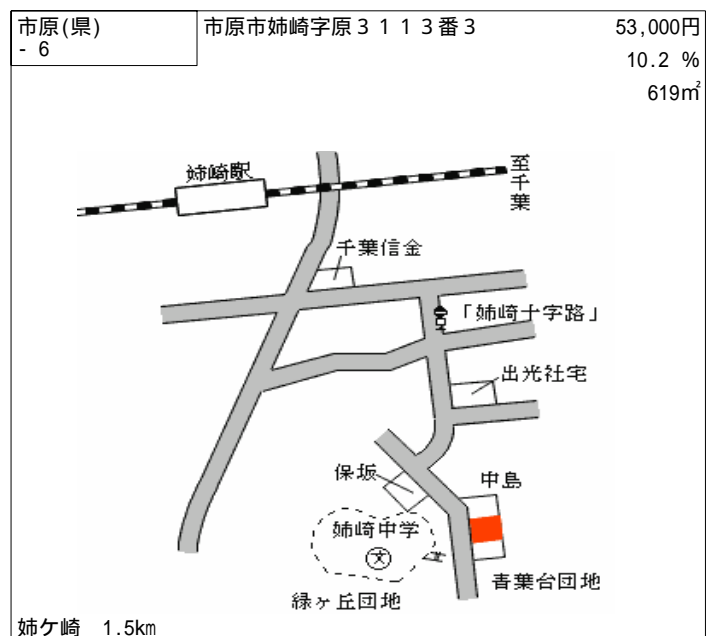 市原(県)
- 6
市原市姉崎字原３１１３番３
53,000円
10.2 %
619㎡
姉崎駅
至千葉
千葉信金
「姉崎十字路」
出光社宅
保坂
中島
姉崎中学
文
青葉台団地
緑ヶ丘団地
姉ケ崎 1.5km